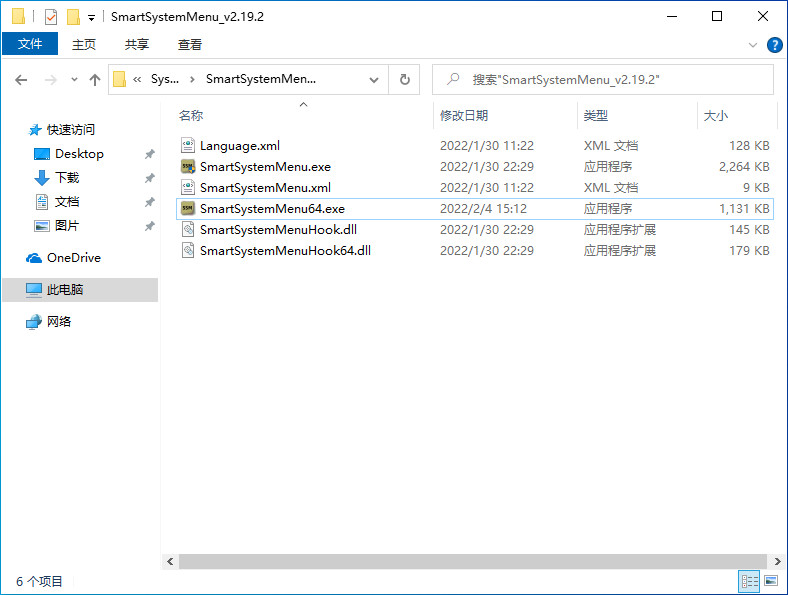 SmartSystemMenu_v2.19.2
文件 主页 共享 查看
« Sys... › SmartSystemMen... 搜索"SmartSystemMenu_v2.19.2"
名称 修改日期 类型 大小
快速访问
Desktop
下载
文档
图片
OneDrive
此电脑
网络
Language.xml 2022/1/30 11:22 XML 文档 128 KB
SmartSystemMenu.exe 2022/1/30 22:29 应用程序 2,264 KB
SmartSystemMenu.xml 2022/1/30 11:22 XML 文档 9 KB
SmartSystemMenu64.exe 2022/2/4 15:12 应用程序 1,131 KB
SmartSystemMenuHook.dll 2022/1/30 22:29 应用程序扩展 145 KB
SmartSystemMenuHook64.dll 2022/1/30 22:29 应用程序扩展 179 KB
6 个项目